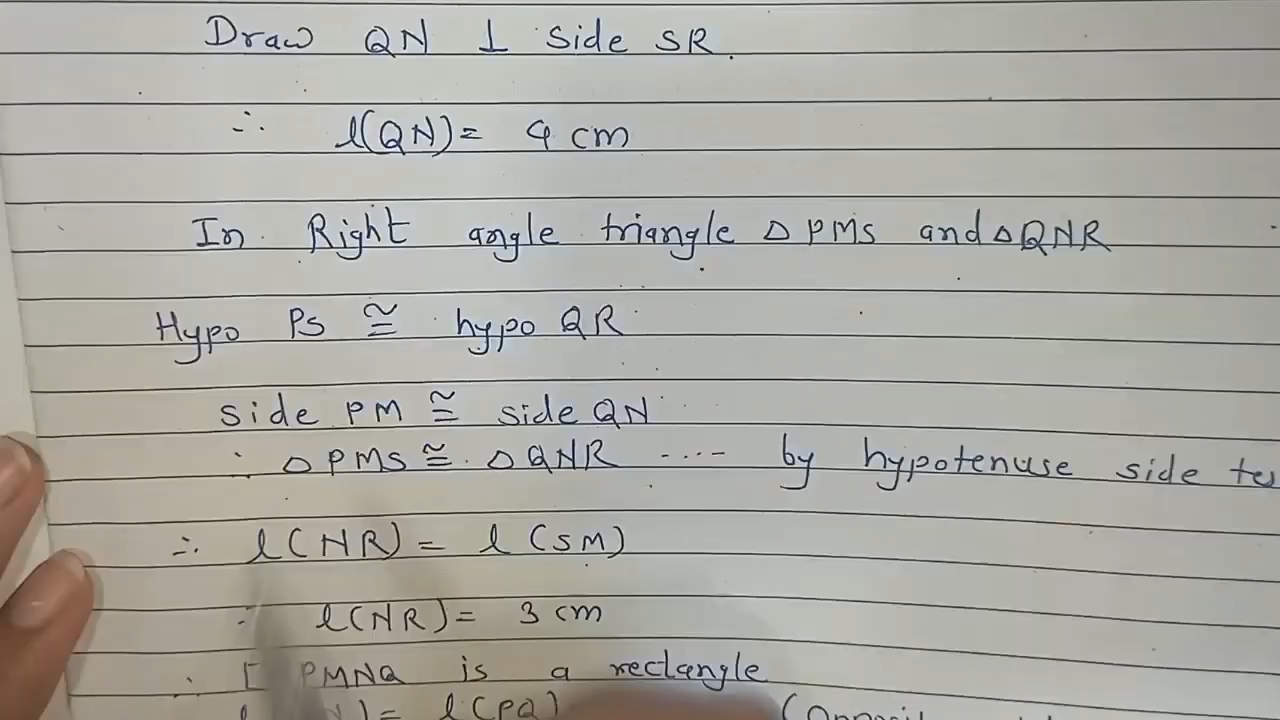 Draw QN ⊥ side SR.
∴ l(QN)= 4 cm
In Right angle triangle △ PMS and △QNR
Hypo PS ≅ hypo QR
side PM ≅ side QN
∴ △ PMS ≅ △ QNR .... by hypotenuse side
∴ l(NR) = l(SM)
∴ l(NR)= 3 cm
∴ PMNQ is a rectangle
)= l(PQ)